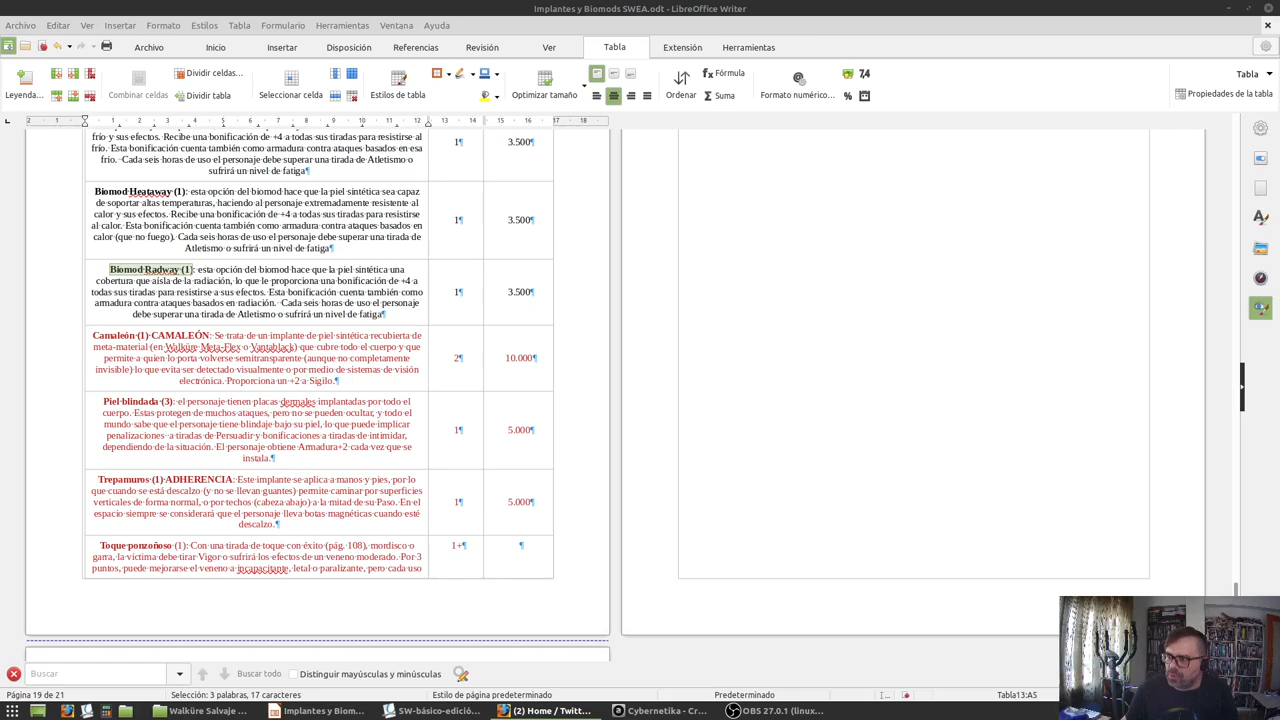 Implantes y Biomods SWEA.odt - LibreOffice Writer
Archivo Editar Ver Insertar Formato Estilos Tabla Formulario Herramientas Ventana Ayuda
Archivo Inicio Insertar Disposición Referencias Revisión Ver Tabla Extensión Herramientas
Leyenda... Combinar celdas Dividir celdas... Dividir tabla Seleccionar celda Estilos de tabla Optimizar tamaño Ordenar Fórmula Suma Formato numérico... 7,4 % Tabla Propiedades de la tabla
2 1 1 2 3 4 5 6 7 8 9 10 11 12 13 14 15 16 17 18
frío y sus efectos. Recibe una bonificación de +4 a todas sus tiradas para resistirse al
frío. Esta bonificación cuenta también como armadura contra ataques basados en esa
frío. Cada seis horas de uso el personaje debe superar una tirada de Atletismo o
sufrirá un nivel de fatiga¶
1¶ 3.500¶
Biomod Heataway (1): esta opción del biomod hace que la piel sintética sea capaz
de soportar altas temperaturas, haciendo al personaje extremadamente resistente al
calor y sus efectos. Recibe una bonificación de +4 a todas sus tiradas para resistirse
al calor. Esta bonificación cuenta también como armadura contra ataques basados en
calor (que no fuego). Cada seis horas de uso el personaje debe superar una tirada de
Atletismo o sufrirá un nivel de fatiga¶
1¶ 3.500¶
Biomod Radway (1): esta opción del biomod hace que la piel sintética una
cobertura que aísla de la radiación, lo que le proporciona una bonificación de +4 a
todas sus tiradas para resistirse a sus efectos. Esta bonificación cuenta también como
armadura contra ataques basados en radiación. Cada seis horas de uso el personaje
debe superar una tirada de Atletismo o sufrirá un nivel de fatiga¶
1¶ 3.500¶
Camaleón (1) CAMALEÓN: Se trata de un implante de piel sintética recubierta de
meta-material (en Walküre Meta-Flex o Vantablack) que cubre todo el cuerpo y que
permite a quien lo porta volverse semitransparente (aunque no completamente
invisible) lo que evita ser detectado visualmente o por medio de sistemas de visión
electrónica. Proporciona un +2 a Sigilo.¶
2¶ 10.000¶
Piel blindada (3): el personaje tienen placas dermales implantadas por todo el
cuerpo. Estas protegen de muchos ataques, pero no se pueden ocultar, y todo el
mundo sabe que el personaje tiene blindaje bajo su piel, lo que puede implicar
penalizaciones a tiradas de Persuadir y bonificaciones a tiradas de intimidar,
dependiendo de la situación. El personaje obtiene Armadura+2 cada vez que se
instala.¶
1¶ 5.000¶
Trepamuros (1) ADHERENCIA: Este implante se aplica a manos y pies, por lo
que cuando se está descalzo (y no se llevan guantes) permite caminar por superficies
verticales de forma normal, o por techos (cabeza abajo) a la mitad de su Paso. En el
espacio siempre se considerará que el personaje lleva botas magnéticas cuando esté
descalzo.¶
1¶ 5.000¶
Toque ponzoñoso (1): Con una tirada de toque con éxito (pág. 108), mordisco o
garra, la víctima debe tirar Vigor o sufrirá los efectos de un veneno moderado. Por 3
puntos, puede mejorarse el veneno a incapacitante, letal o paralizante, pero cada uso
1+¶ ¶
Buscar Buscar todo Distinguir mayúsculas y minúsculas
Página 19 de 21 Selección: 3 palabras, 17 caracteres Estilo de página predeterminado Predeterminado Tabla13:A5
Walküre Salvaje Implantes y Biom... SW-básico-edició... (2) Home / Twitt... Cybernetika - Cr... OBS 27.0.1 (linux...